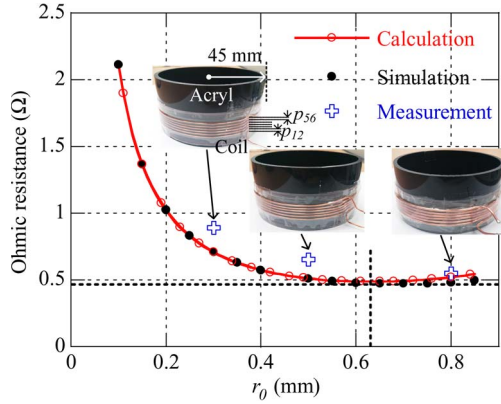 2.5
2
1.5
1
0.5
0
Ohmic resistance (Ω)
0
0.2
0.4
0.6
0.8
r0 (mm)
Calculation
Simulation
Measurement
45 mm
Acryl
p56
p12
Coil